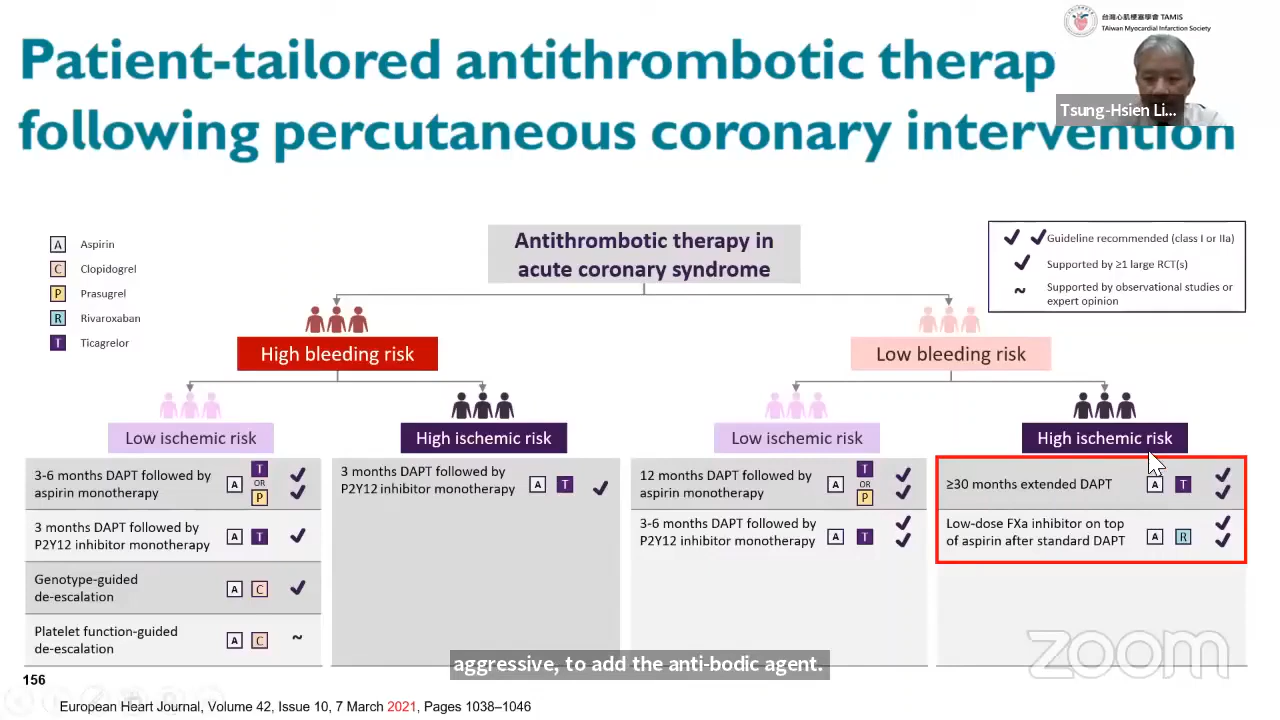 台灣心肌梗塞學會 TAMIS
TAiwan Myocardial Infarction Society
Patient-tailored antithrombotic therap
following percutaneous coronary intervention
Tsung-Hsien Li...
A Aspirin
C Clopidogrel
P Prasugrel
R Rivaroxaban
T Ticagrelor
Antithrombotic therapy in
acute coronary syndrome
✓ ✓ Guideline recommended (class I or IIa)
✓ Supported by ≥1 large RCT(s)
~ Supported by observational studies or
expert opinion
High bleeding risk
Low bleeding risk
Low ischemic risk
3-6 months DAPT followed by
aspirin monotherapy
A T OR P ✓ ✓
3 months DAPT followed by
P2Y12 inhibitor monotherapy
A T ✓
Genotype-guided
de-escalation
A C ✓
Platelet function-guided
de-escalation
A C ~
High ischemic risk
3 months DAPT followed by
P2Y12 inhibitor monotherapy
A T ✓
Low ischemic risk
12 months DAPT followed by
aspirin monotherapy
A T OR P ✓ ✓
3-6 months DAPT followed by
P2Y12 inhibitor monotherapy
A T ✓ ✓
High ischemic risk
≥30 months extended DAPT
A T ✓ ✓
Low-dose FXa inhibitor on top
of aspirin after standard DAPT
A R ✓ ✓
zoom
aggressive, to add the anti-bodic agent.
156
European Heart Journal, Volume 42, Issue 10, 7 March 2021, Pages 1038–1046